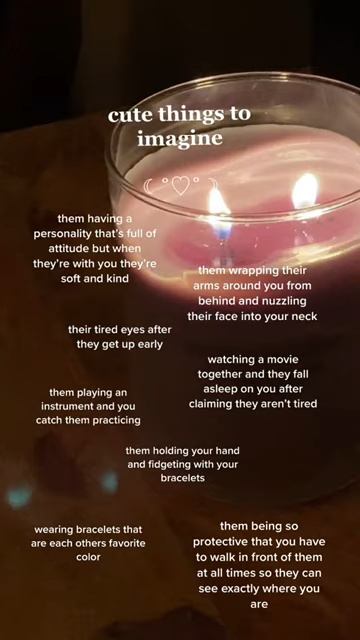 cute things to
imagine
☾ °♡° ☽
them having a
personality that's full of
attitude but when
they're with you they're
soft and kind
them wrapping their
arms around you from
behind and nuzzling
their face into your neck
their tired eyes after
they get up early
watching a movie
together and they fall
asleep on you after
claiming they aren't tired
them playing an
instrument and you
catch them practicing
them holding your hand
and fidgeting with your
bracelets
wearing bracelets that
are each others favorite
color
them being so
protective that you have
to walk in front of them
at all times so they can
see exactly where you
are